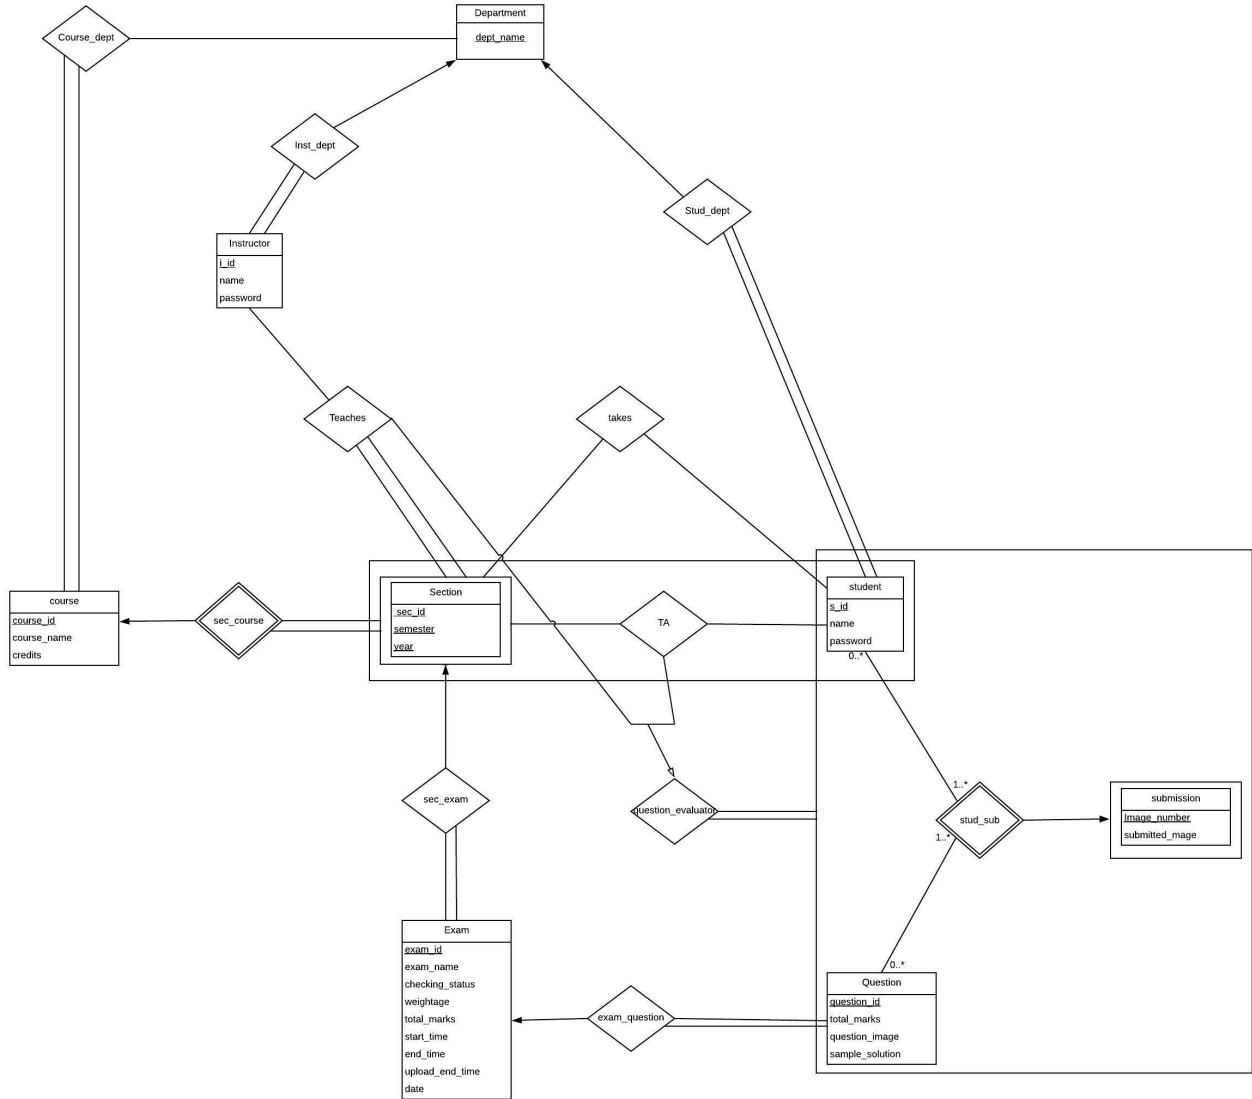 Department
dept_name
Course_dept
Inst_dept
Stud_dept
Instructor
i_id
name
password
Teaches
takes
course
course_id
course_name
credits
sec_course
Section
sec_id
semester
year
TA
student
s_id
name
password
0..*
sec_exam
question_evaluator
1..*
stud_sub
1..*
submission
Image_number
submitted_mage
Exam
exam_id
exam_name
checking_status
weightage
total_marks
start_time
end_time
upload_end_time
date
exam_question
0..*
Question
question_id
total_marks
question_image
sample_solution